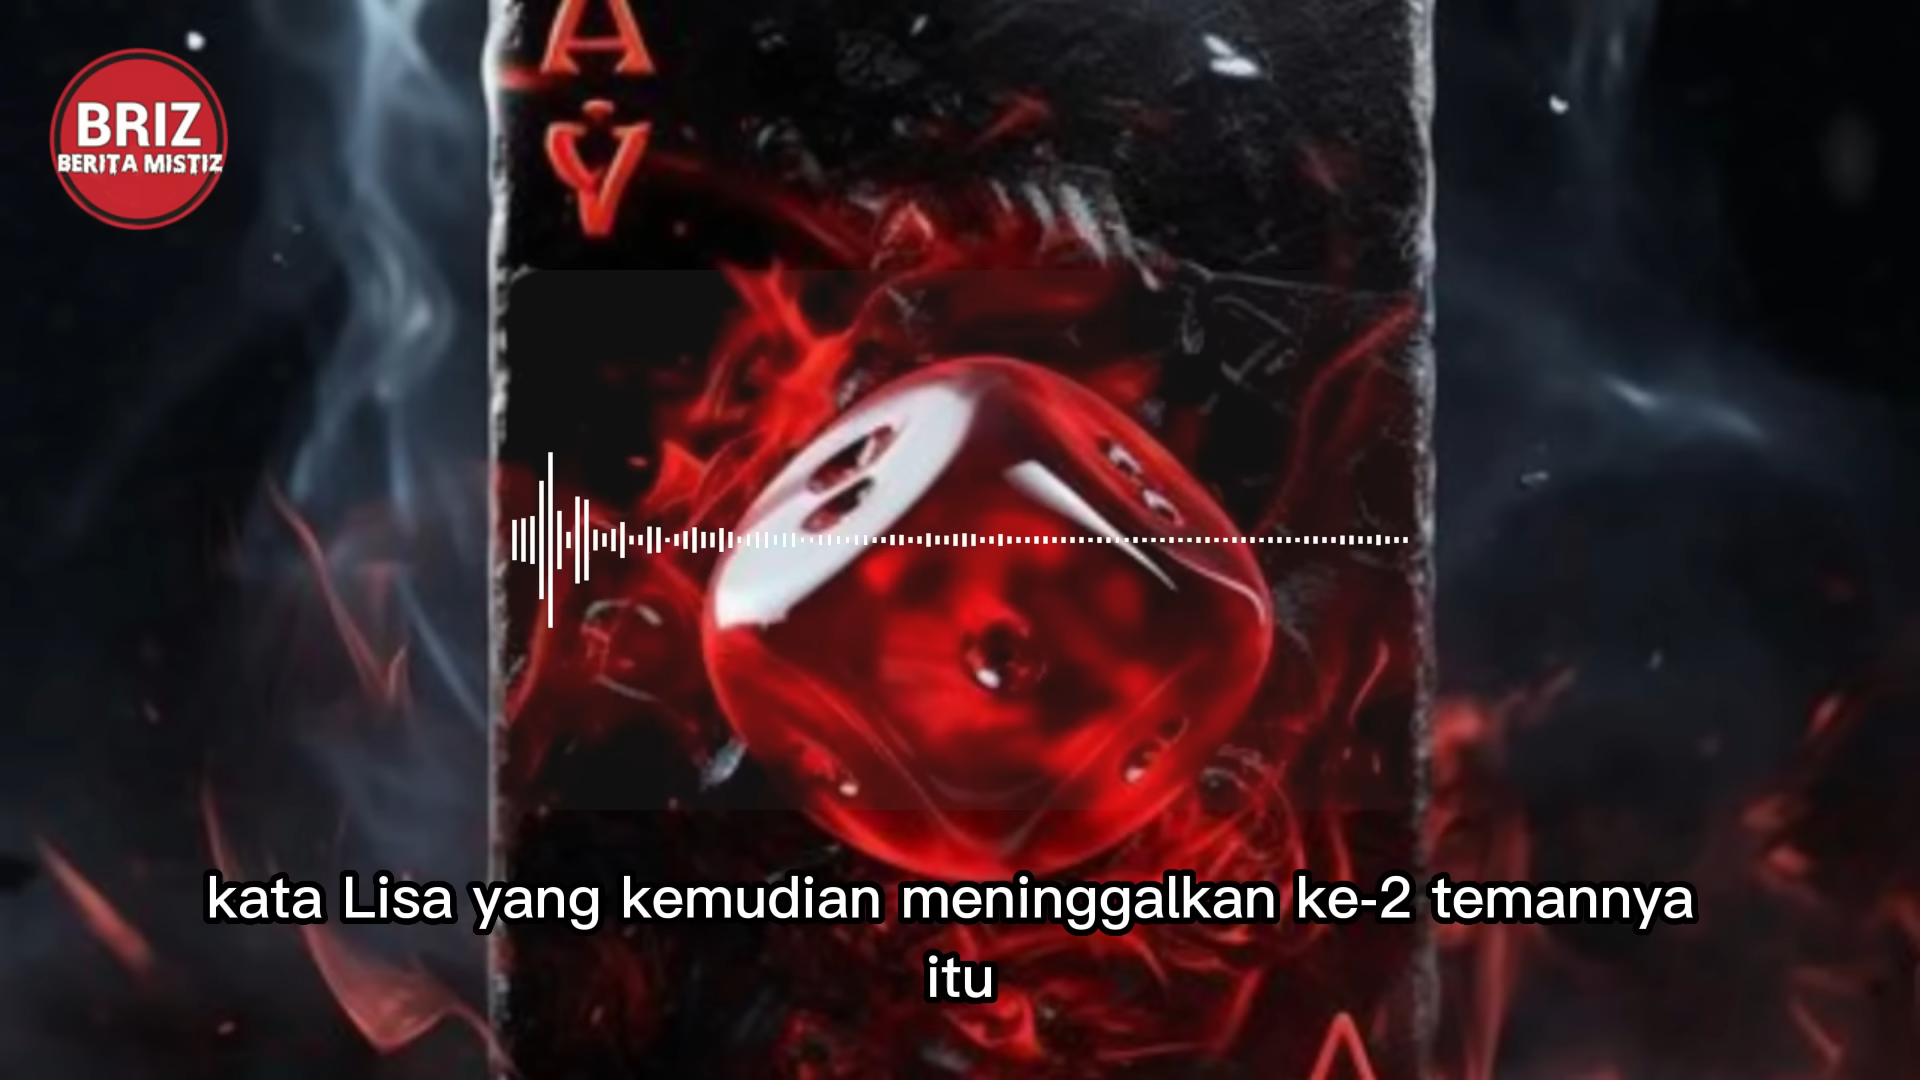 A
BRIZ
BERITA MISTIZ
kata Lisa yang kemudian meninggalkan ke-2 temannya
itu
A